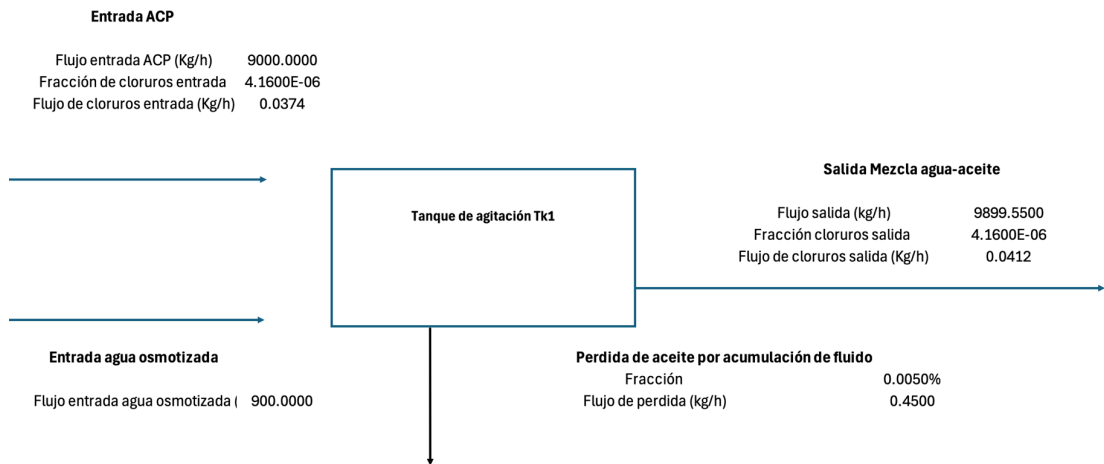 Entrada ACP
Flujo entrada ACP (Kg/h) 9000.0000
Fracción de cloruros entrada 4.1600E-06
Flujo de cloruros entrada (Kg/h) 0.0374
Salida Mezcla agua-aceite
Tanque de agitación Tk1
Flujo salida (kg/h) 9899.5500
Fracción cloruros salida 4.1600E-06
Flujo de cloruros salida (Kg/h) 0.0412
Entrada agua osmotizada
Perdida de aceite por acumulación de fluido
Fracción 0.0050%
Flujo entrada agua osmotizada ( 900.0000
Flujo de perdida (kg/h) 0.4500